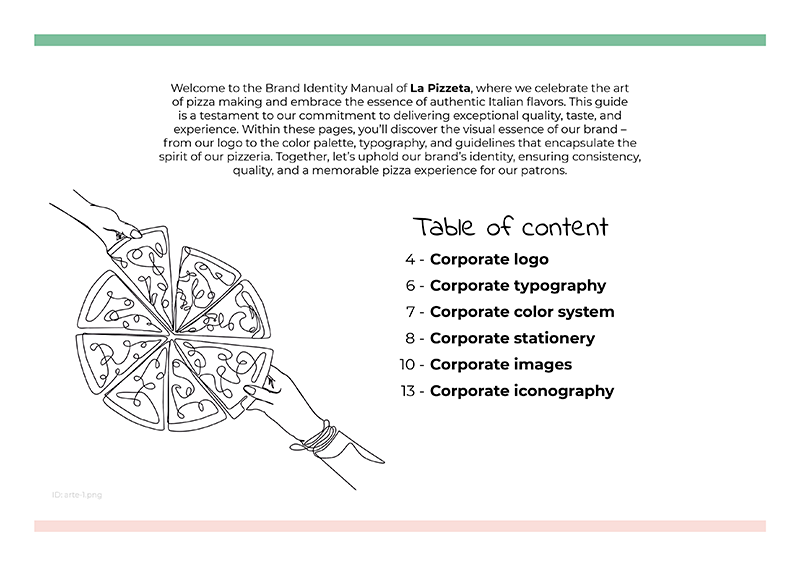 Welcome to the Brand Identity Manual of La Pizzeta, where we celebrate the art
of pizza making and embrace the essence of authentic Italian flavors. This guide
is a testament to our commitment to delivering exceptional quality, taste, and
experience. Within these pages, you'll discover the visual essence of our brand –
from our logo to the color palette, typography, and guidelines that encapsulate the
spirit of our pizzeria. Together, let's uphold our brand's identity, ensuring consistency,
quality, and a memorable pizza experience for our patrons.
Table of content
4 - Corporate logo
6 - Corporate typography
7 - Corporate color system
8 - Corporate stationery
10 - Corporate images
13 - Corporate iconography
ID: arte-1.png